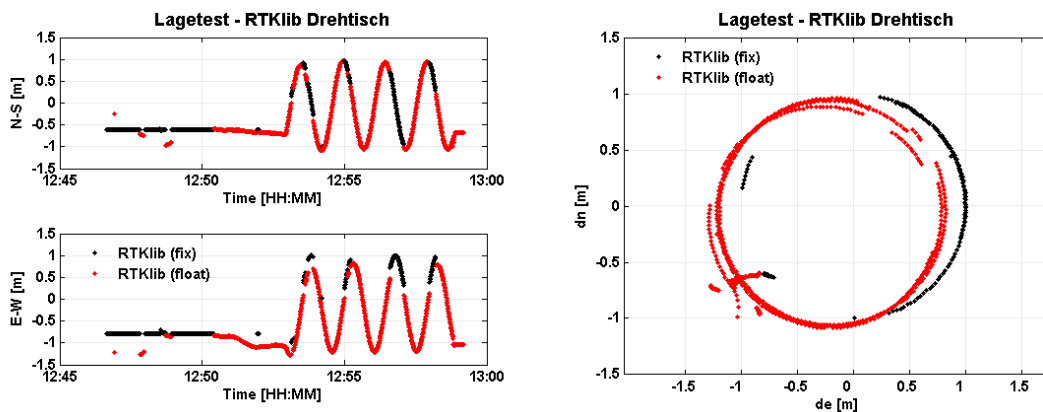 Lagetest - RTKlib Drehtisch
1.5
1
0.5
0
-0.5
-1
-1.5
N-S [m]
12:45 12:50 12:55 13:00
Time [HH:MM]
1.5
1
0.5
0
-0.5
-1
-1.5
E-W [m]
RTKlib (fix)
RTKlib (float)
12:45 12:50 12:55 13:00
Time [HH:MM]
Lagetest - RTKlib Drehtisch
1.5
1
0.5
0
-0.5
-1
-1.5
dn [m]
RTKlib (fix)
RTKlib (float)
-1.5 -1 -0.5 0 0.5 1 1.5
de [m]